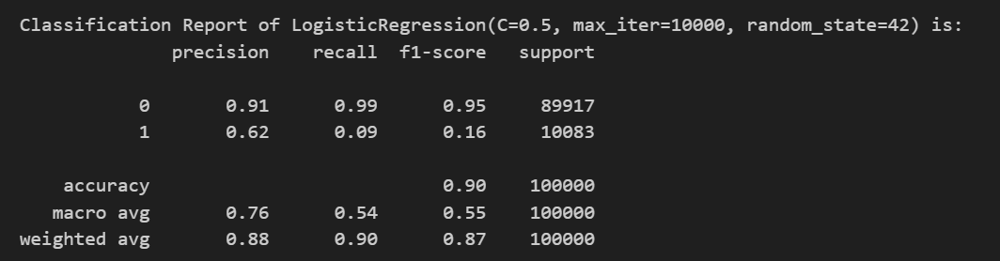 Classification Report of LogisticRegression(C=0.5, max_iter=10000, random_state=42) is:
precision recall f1-score support
0 0.91 0.99 0.95 89917
1 0.62 0.09 0.16 10083
accuracy 0.90 100000
macro avg 0.76 0.54 0.55 100000
weighted avg 0.88 0.90 0.87 100000